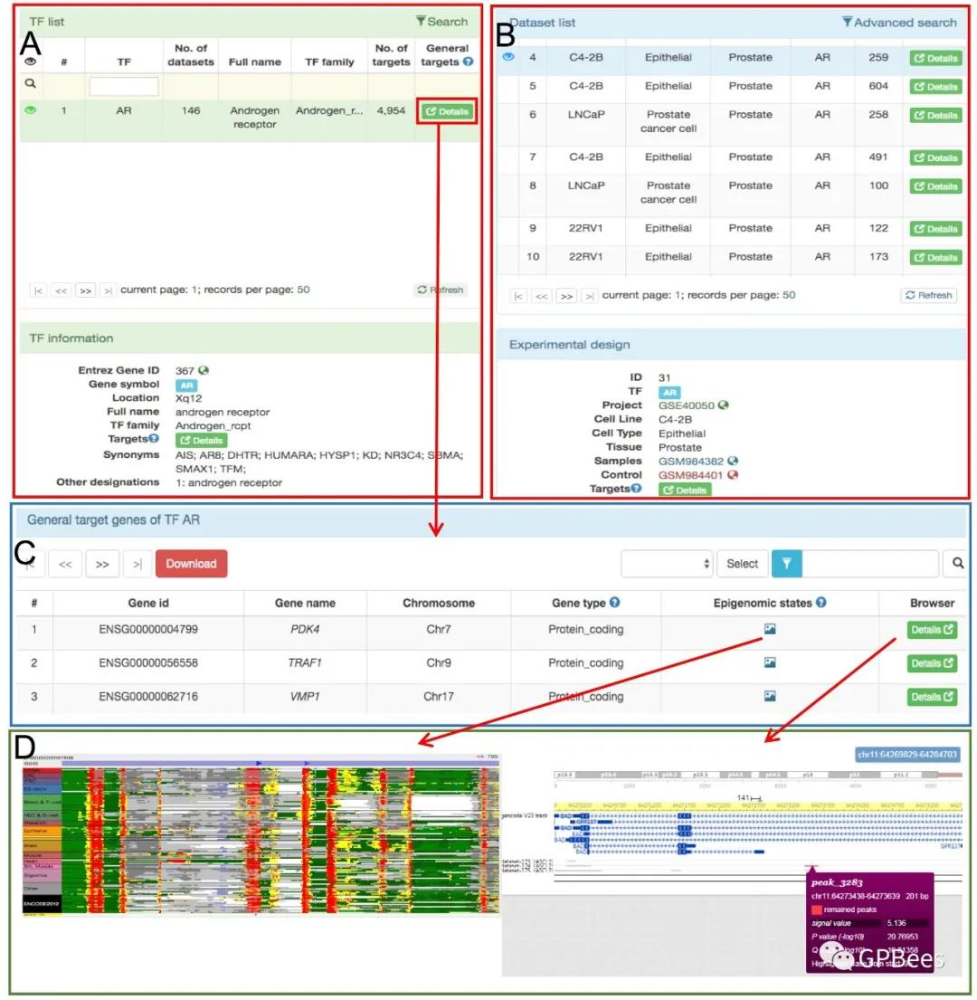 A
TF list
Search
# TF No. of datasets Full name TF family No. of targets General targets
1 AR 146 Androgen receptor Androgen_r... 4,954 Details
|< << >> >| current page: 1; records per page: 50 Refresh
TF information
Entrez Gene ID 367
Gene symbol AR
Location Xq12
Full name androgen receptor
TF family Androgen_rcpt
Targets Details
Synonyms AIS; AR8; DHTR; HUMARA; HYSP1; KD; NR3C4; SBMA;
SMAX1; TFM;
Other designations 1: androgen receptor
B
Dataset list
Advanced search
4 C4-2B Epithelial Prostate AR 259 Details
5 C4-2B Epithelial Prostate AR 604 Details
6 LNCaP Prostate cancer cell Prostate AR 258 Details
7 C4-2B Epithelial Prostate AR 491 Details
8 LNCaP Prostate cancer cell Prostate AR 100 Details
9 22RV1 Epithelial Prostate AR 122 Details
10 22RV1 Epithelial Prostate AR 173 Details
|< << >> >| current page: 1; records per page: 50 Refresh
Experimental design
ID 31
TF AR
Project GSE40050
Cell Line C4-2B
Cell Type Epithelial
Tissue Prostate
Samples GSM984382
Control GSM984401
Targets Details
C
General target genes of TF AR
|< << >> >| Download Select
# Gene id Gene name Chromosome Gene type Epigenomic states Browser
1 ENSG00000004799 PDK4 Chr7 Protein_coding Details
2 ENSG00000056558 TRAF1 Chr9 Protein_coding Details
3 ENSG00000062716 VMP1 Chr17 Protein_coding Details
D
TSS
Epithelial
Brain
Muscle
Heart
Digestive
Other
ENCODE2012
chr11:64269829-64284703
141
gencode V23 track
BAD
GPR137
peak_3283
chr11:64273438-64273639 201 bp
remained peaks
signal value 5.136
P value (-log10) 20.76953
GPBees